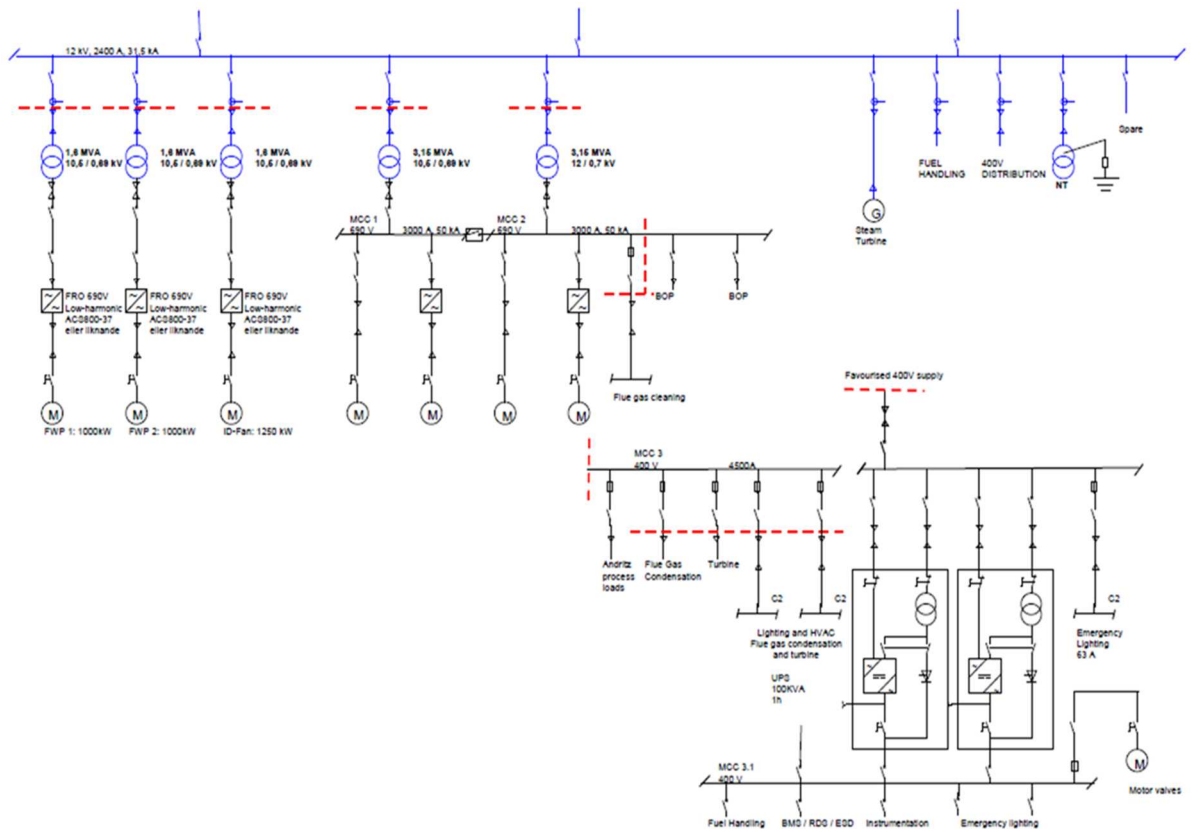 12 kV, 2400 A, 31,5 kA
1,6 MVA
10,5 / 0,69 kV
1,6 MVA
10,5 / 0,69 kV
1,6 MVA
10,5 / 0,69 kV
3,15 MVA
10,5 / 0,69 kV
3,15 MVA
12 / 0,7 kV
FUEL
HANDLING
400V
DISTRIBUTION
NT
Spare
G
Steam
Turbine
MCC 1
690 V
3000 A, 50 kA
MCC 2
690 V
3000 A, 50 kA
FRO 690V
Low-harmonic
ACS800-37
eller liknande
FRO 690V
Low-harmonic
ACS800-37
eller liknande
FRO 690V
Low-harmonic
ACS800-37
eller liknande
BOP
BOP
M
M
M
M
M
M
M
FWP 1: 1000kW
FWP 2: 1000kW
ID-Fan: 1250 kW
Flue gas cleaning
Favourised 400V supply
MCC 3
400 V
4500A
Andritz
process
loads
Flue Gas
Condensation
Turbine
C2
C2
Lighting and HVAC
Flue gas condensation
and turbine
C2
Emergency
Lighting
63 A
UPS
100KVA
1h
MCC 3.1
400 V
M
Motor valves
Fuel Handling
BMS / RDS / ESD
Instrumentation
Emergency lighting